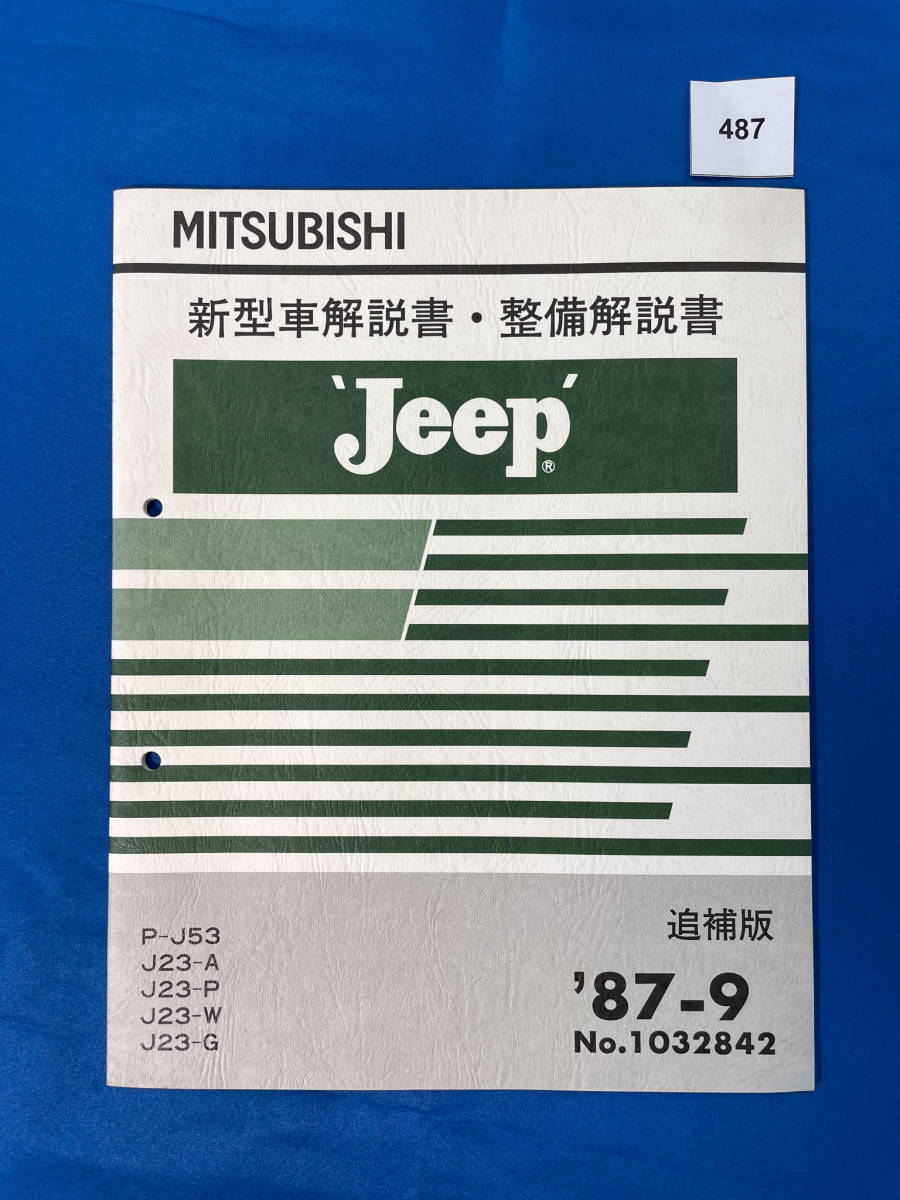 487
MITSUBISHI
新型車解説書・整備解説書
'Jeep' ®
P-J53
J23-A
J23-P
J23-W
J23-G
追補版
'87-9
No.1032842